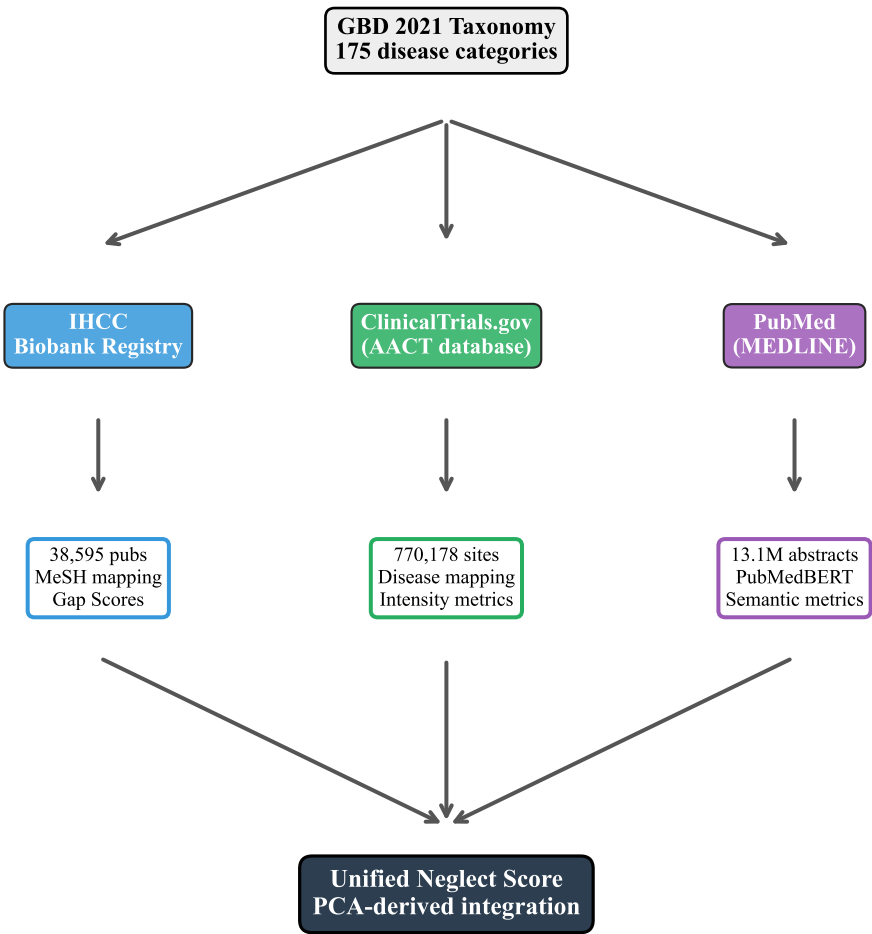 GBD 2021 Taxonomy
175 disease categories
IHCC
Biobank Registry
ClinicalTrials.gov
(AACT database)
PubMed
(MEDLINE)
38,595 pubs
MeSH mapping
Gap Scores
770,178 sites
Disease mapping
Intensity metrics
13.1M abstracts
PubMedBERT
Semantic metrics
Unified Neglect Score
PCA-derived integration